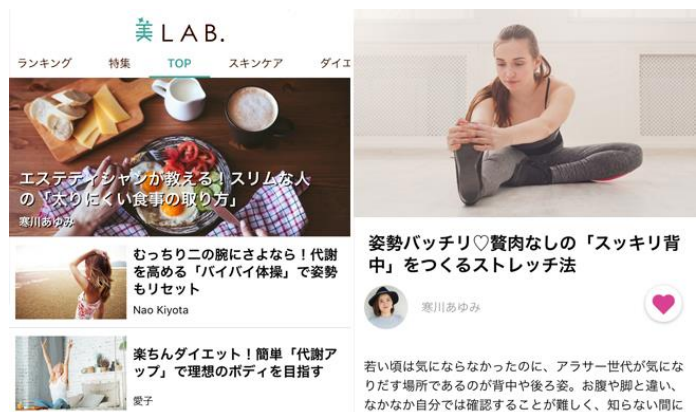 美LAB.
ランキング 特集 TOP スキンケア ダイエ
エステティシャンが教える！スリムな人
の「太りにくい食事の取り方」
寒川あゆみ
むっちり二の腕にさよなら！代謝
を高める「バイバイ体操」で姿勢
もリセット
Nao Kiyota
楽ちんダイエット！簡単「代謝ア
ップ」で理想のボディを目指す
愛子
姿勢バッチリ♡贅肉なしの「スッキリ背
中」をつくるストレッチ法
寒川あゆみ
若い頃は気にならなかったのに、アラサー世代が気にな
りだす場所であるのが背中や後ろ姿。お腹や脚と違い、
なかなか自分では確認することが難しく、知らない間に